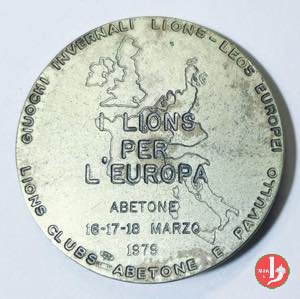 GIUOCHI INVERNALI LIONS - LEOS EUROPEI
I LIONS
PER
L'EUROPA
ABETONE
16-17-18 MARZO
1979
LIONS CLUBS ABETONE E PAVULLO